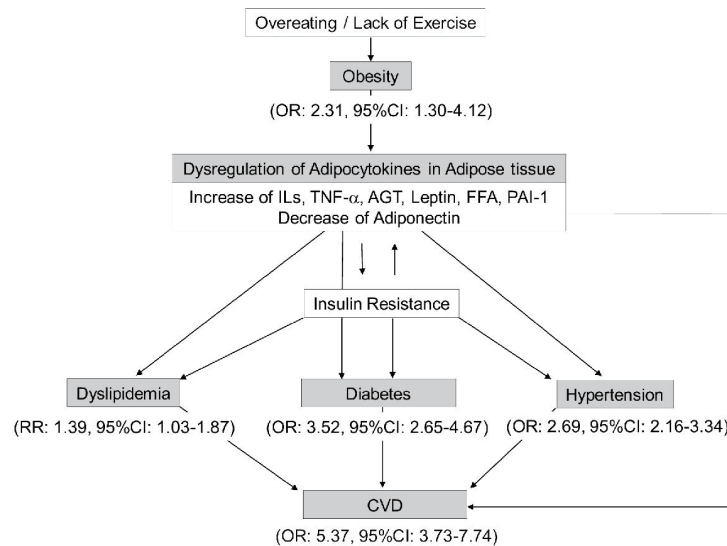 Overeating / Lack of Exercise
Obesity
(OR: 2.31, 95%CI: 1.30-4.12)
Dysregulation of Adipocytokines in Adipose tissue
Increase of ILs, TNF-α, AGT, Leptin, FFA, PAI-1
Decrease of Adiponectin
Insulin Resistance
Dyslipidemia
(RR: 1.39, 95%CI: 1.03-1.87)
Diabetes
(OR: 3.52, 95%CI: 2.65-4.67)
Hypertension
(OR: 2.69, 95%CI: 2.16-3.34)
CVD
(OR: 5.37, 95%CI: 3.73-7.74)